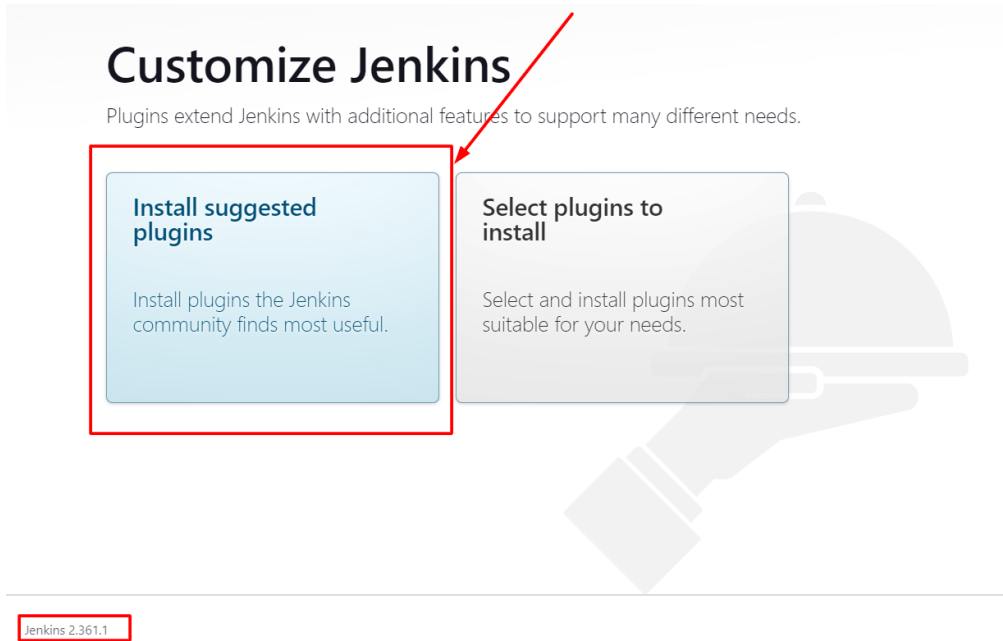 Customize Jenkins
Plugins extend Jenkins with additional features to support many different needs.
Install suggested
plugins
Install plugins the Jenkins
community finds most useful.
Select plugins to
install
Select and install plugins most
suitable for your needs.
Jenkins 2.361.1